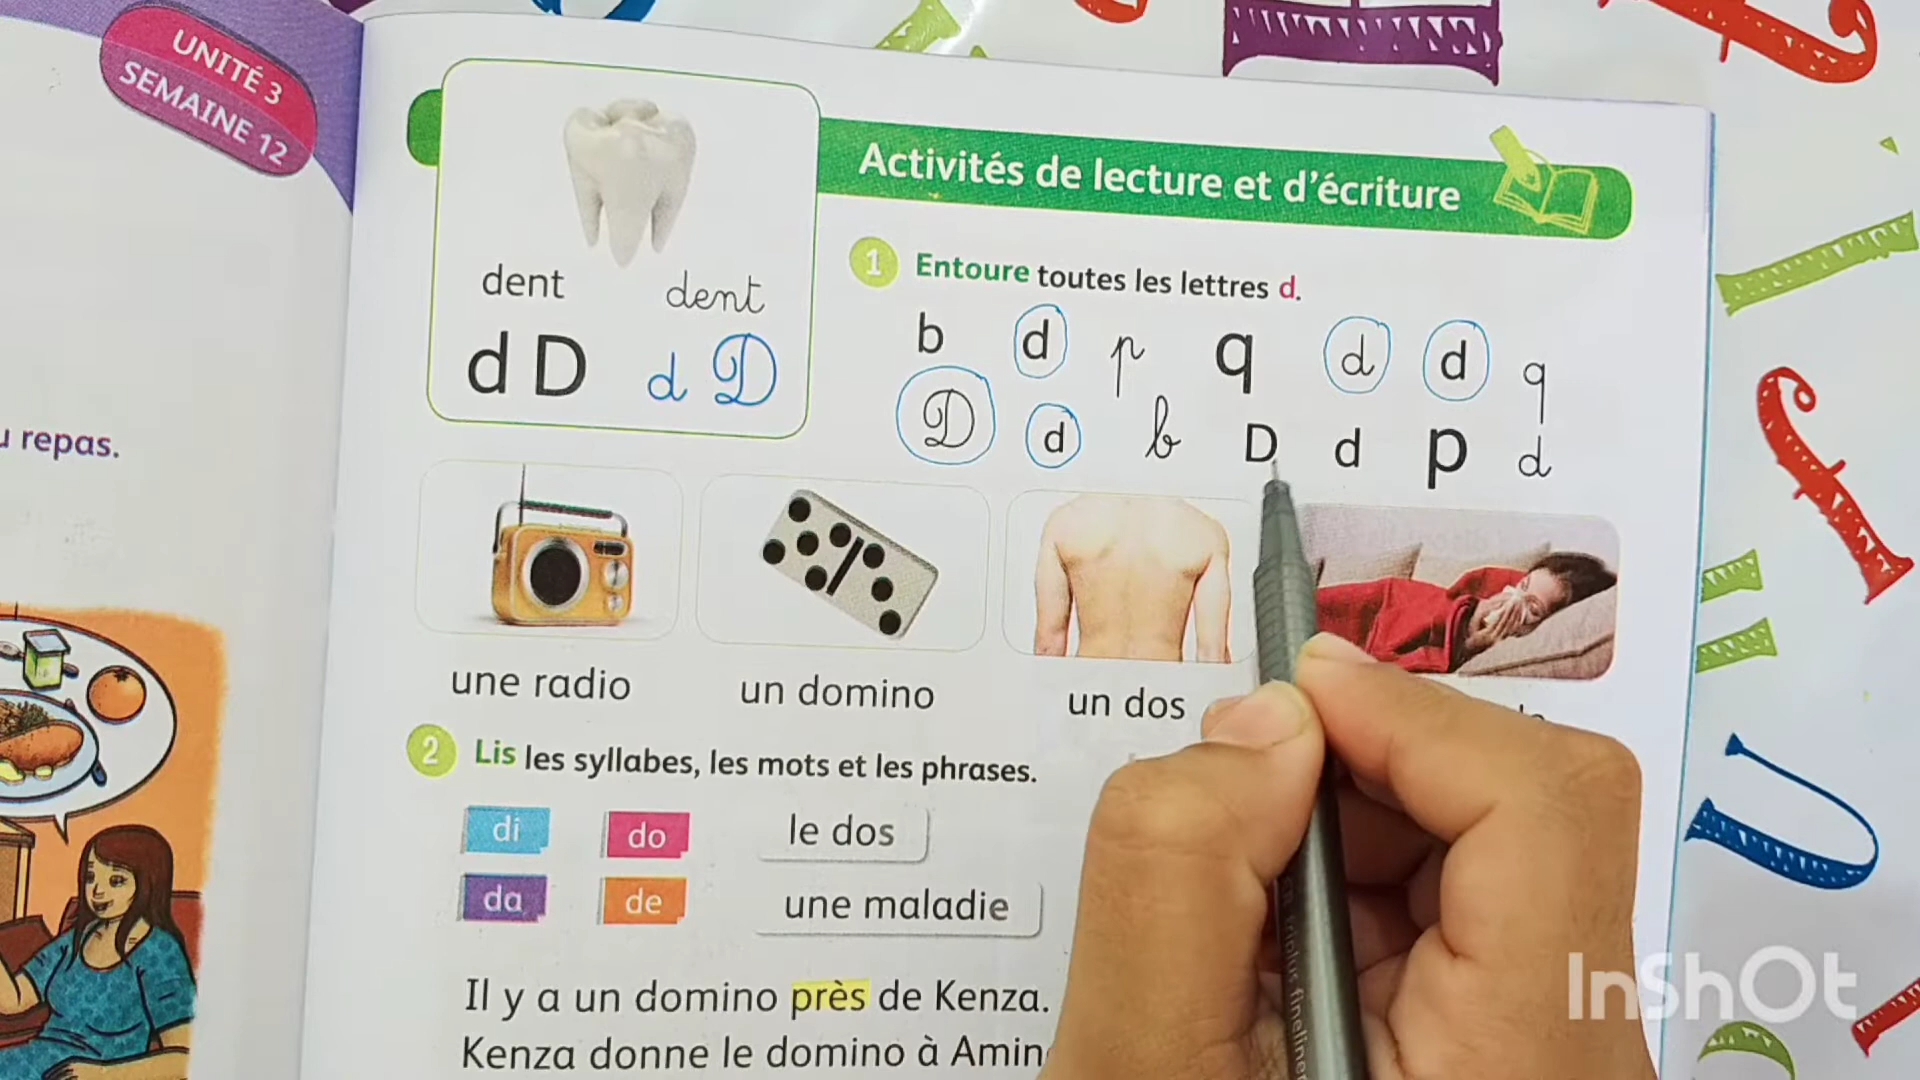 UNITÉ 3
SEMAINE 12
repas.
dent dent
d D d D
Activités de lecture et d'écriture
1 Entoure toutes les lettres d.
b d p q d d q
D d b D d p d
une radio
un domino
un dos
2 Lis les syllabes, les mots et les phrases.
di do le dos
da de une maladie
Il y a un domino près de Kenza.
Kenza donne le domino à
triplus fineliner
InShOt